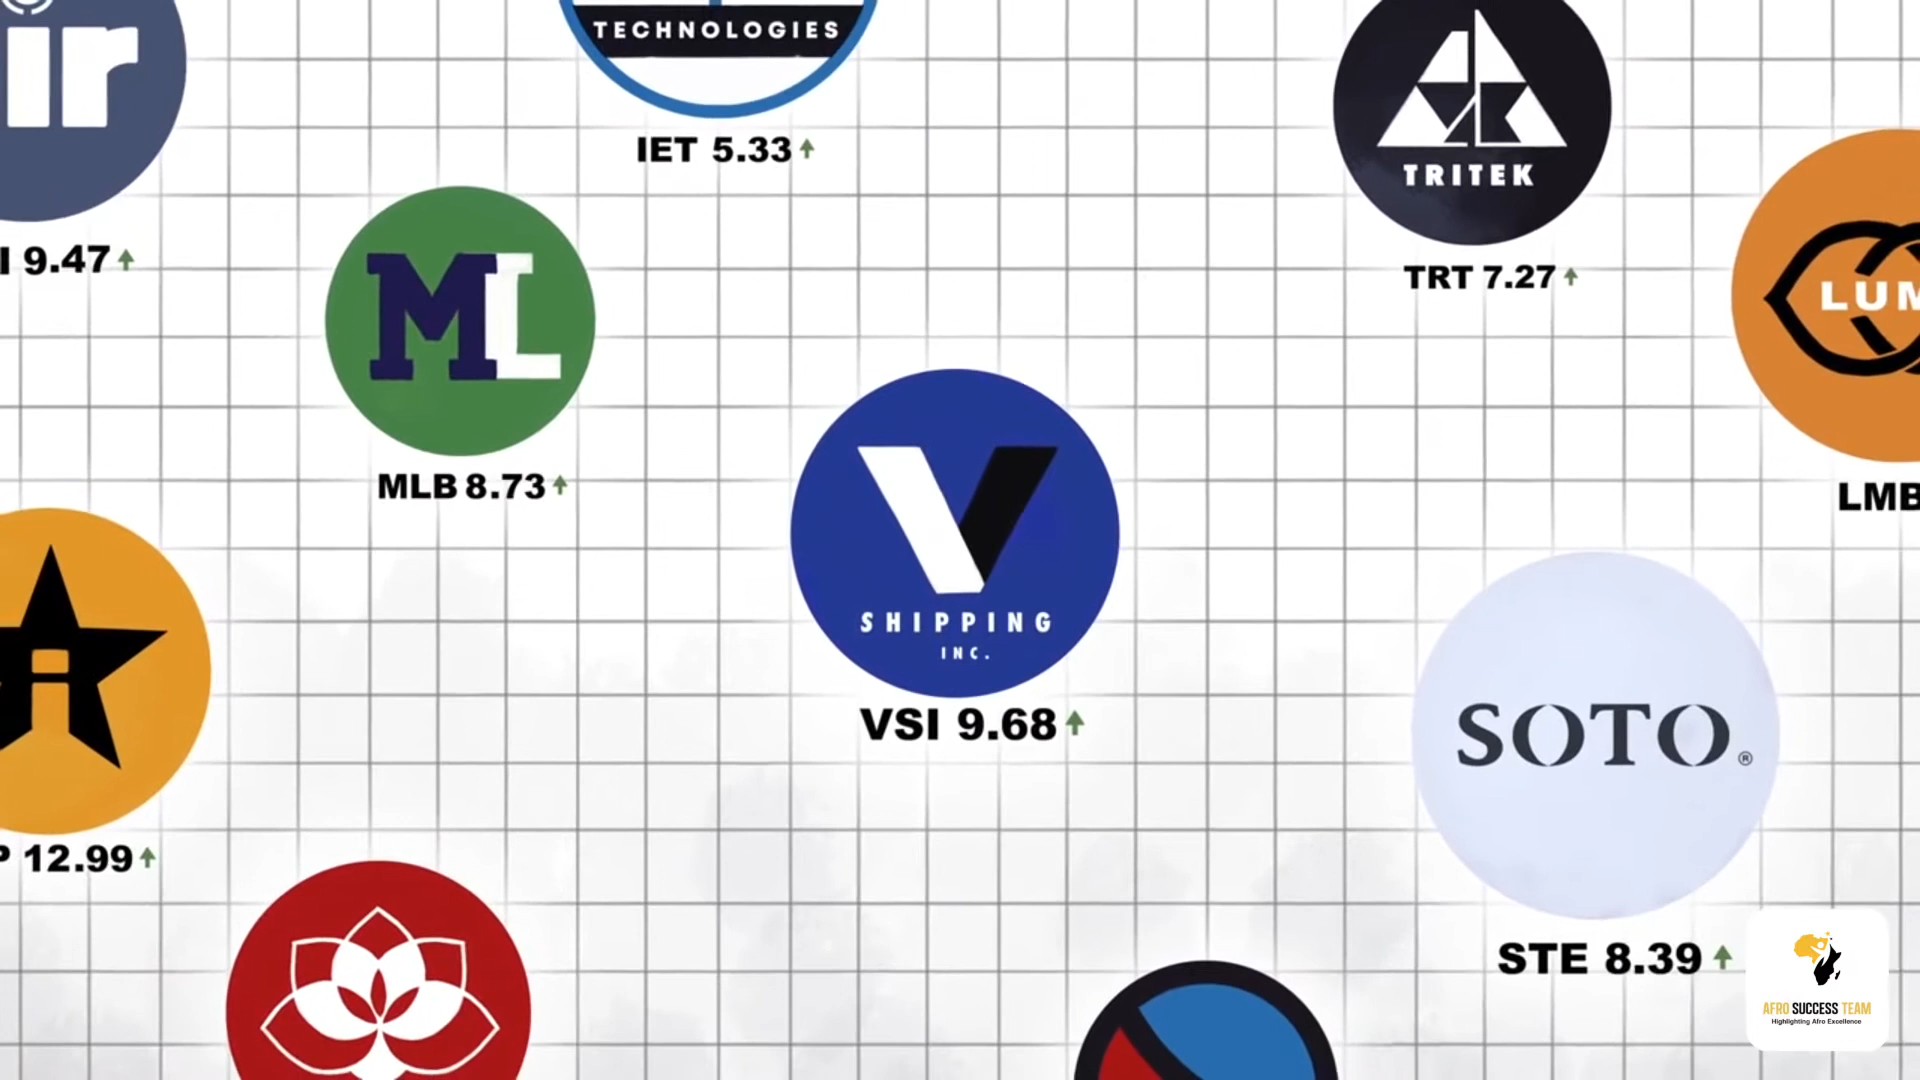 TECHNOLOGIES
IET 5.33
ir
TRITEK
I 9.47
TRT 7.27
ML
LUM
MLB 8.73
LMB
V
SHIPPING
INC.
VSI 9.68
SOTO®
P 12.99
STE 8.39
AFRO SUCCESS TEAM
Highlighting Afro Excellence